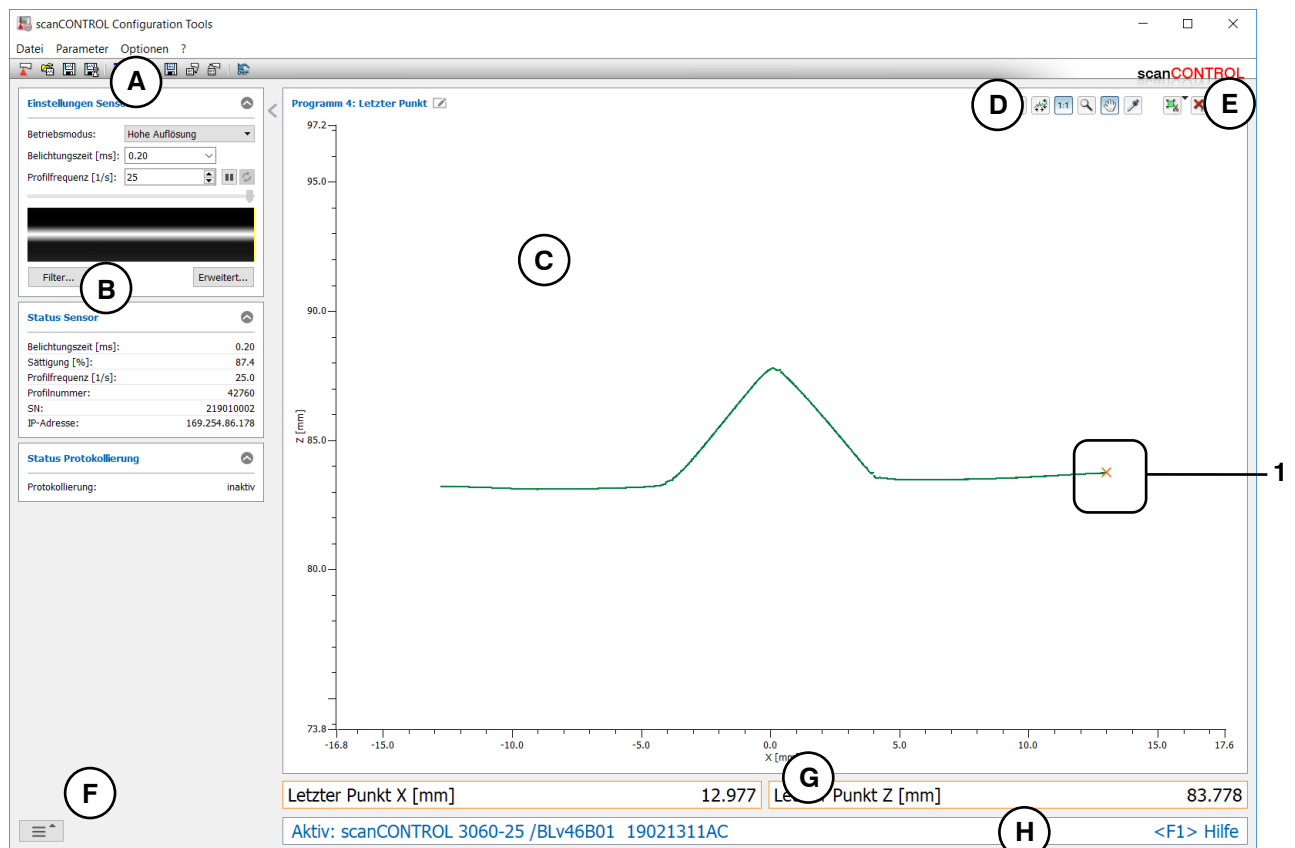 scanCONTROL Configuration Tools
Datei Parameter Optionen ?
A
scanCONTROL
Einstellungen
Betriebsmodus: Hohe Auflösung
Belichtungszeit [ms]: 0.20
Profilfrequenz [1/s]: 25
Filter... Erweitert...
B
Status Sensor
Belichtungszeit [ms]: 0.20
Sättigung [%]: 87.4
Profilfrequenz [1/s]: 25.0
Profilnummer: 42760
SN: 219010002
IP-Adresse: 169.254.86.178
Status Protokollierung
Protokollierung: inaktiv
F
Programm 4: Letzter Punkt
D
1:1
E
97.2
95.0
C
90.0
Z [mm]
85.0
1
80.0
73.8
-16.8 -15.0 -10.0 -5.0 0.0 5.0 10.0 15.0 17.6
X
G
Letzter Punkt X [mm] 12.977
Punkt Z [mm] 83.778
Aktiv: scanCONTROL 3060-25 /BLv46B01 19021311AC
H
<F1> Hilfe